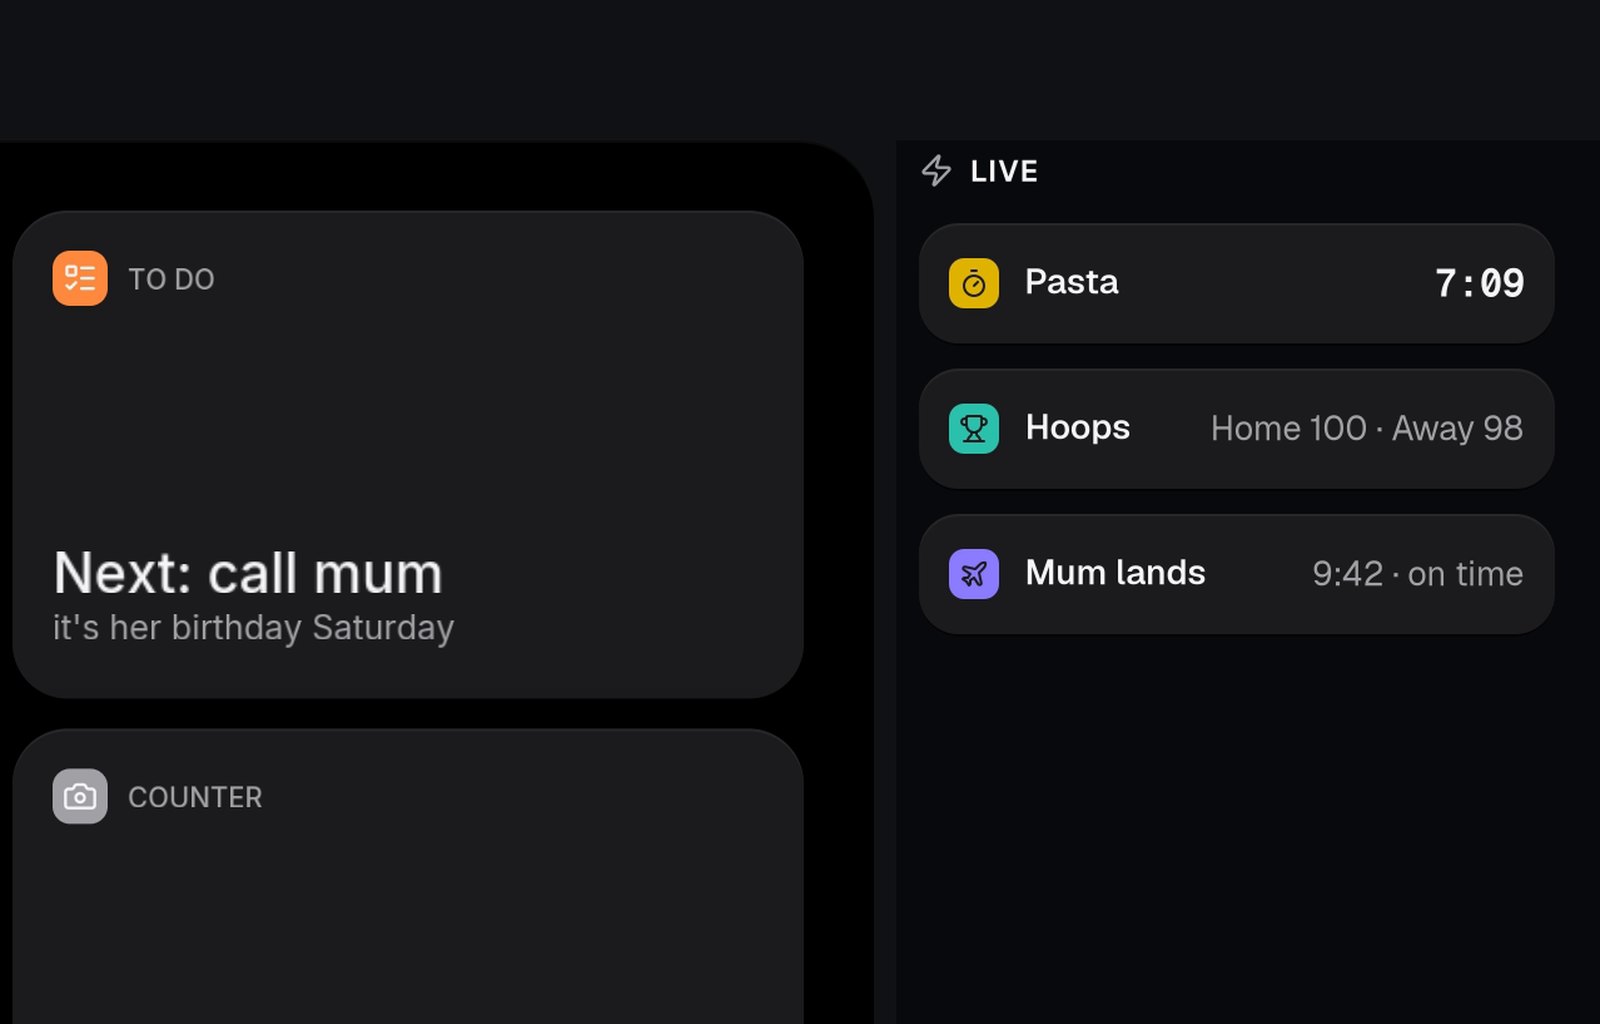 TO DO
Next: call mum
it's her birthday Saturday
COUNTER
LIVE
Pasta 7:09
Hoops Home 100 · Away 98
Mum lands 9:42 · on time